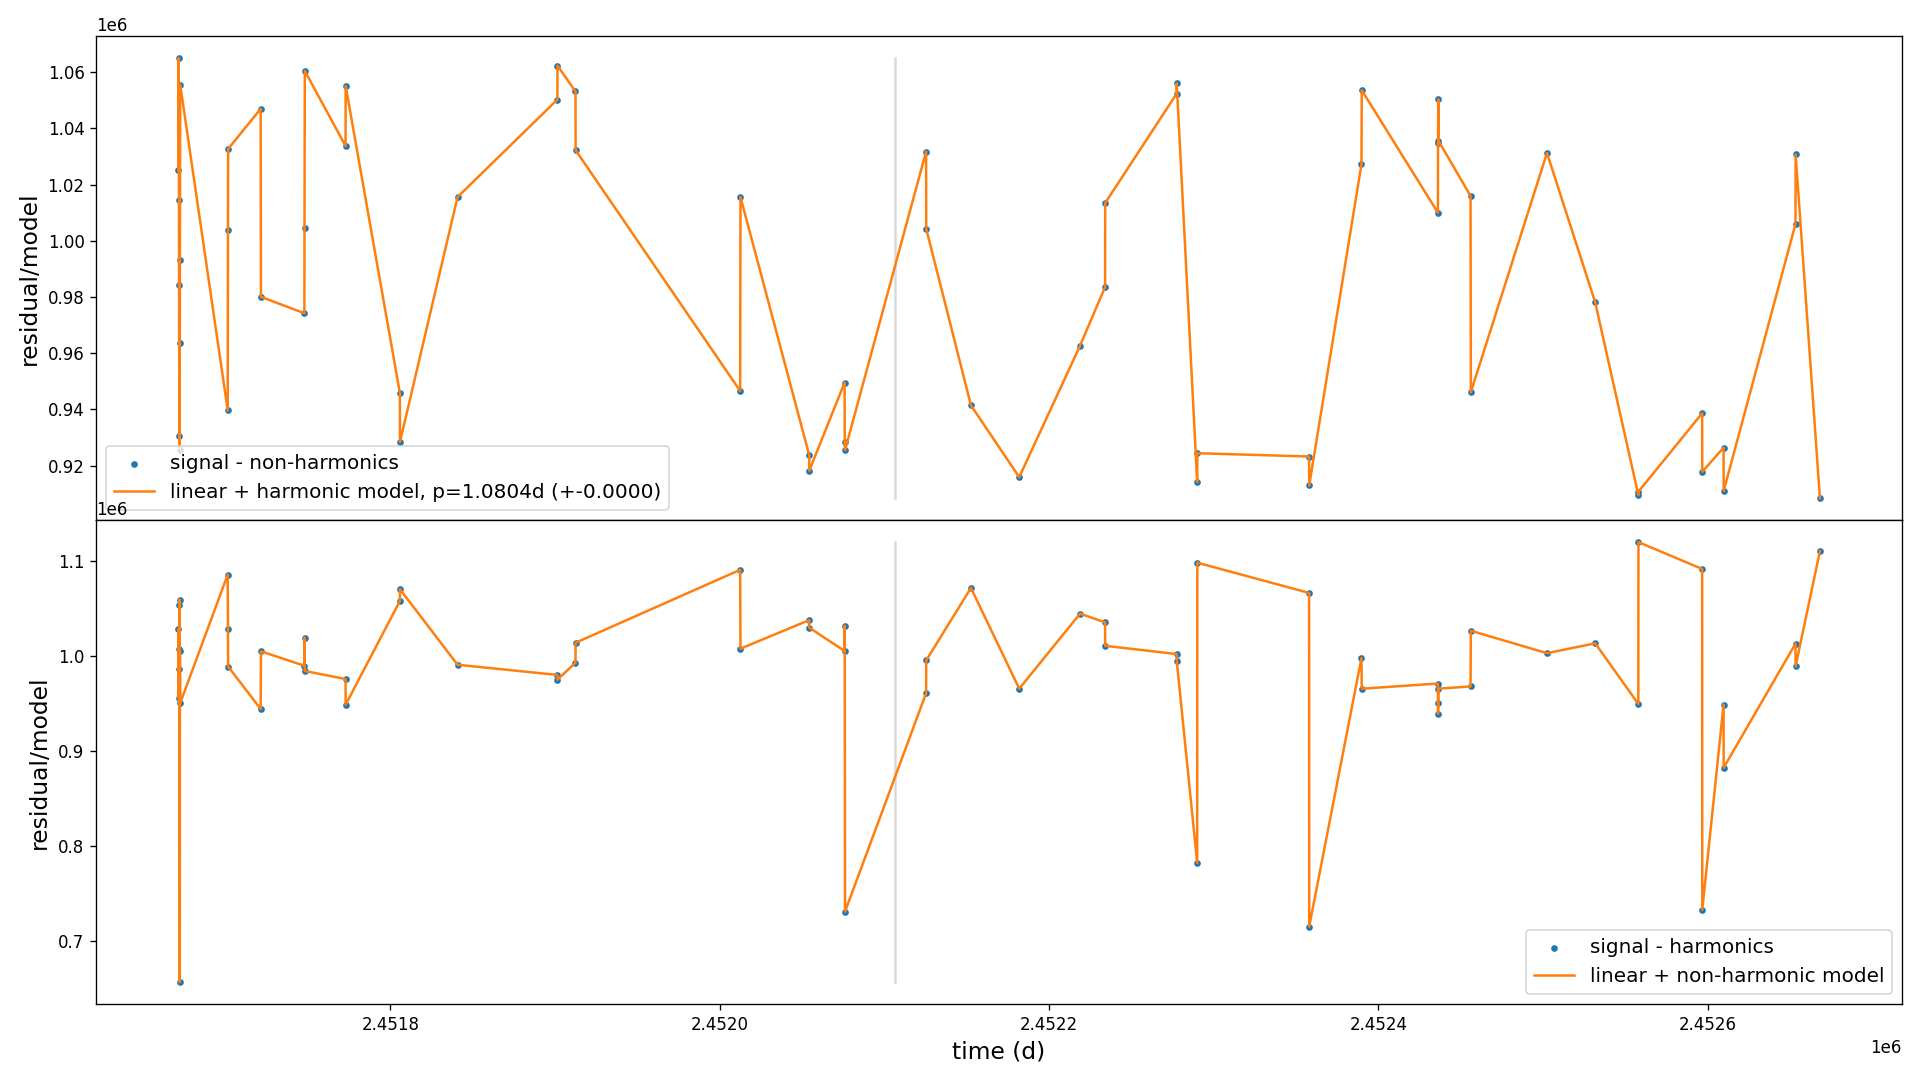 1e6
1.06
1.04
1.02
1.00
0.98
0.96
0.94
0.92
residual/model
signal - non-harmonics
linear + harmonic model, p=1.0804d (+-0.0000)
1e6
1.1
1.0
0.9
0.8
0.7
residual/model
signal - harmonics
linear + non-harmonic model
2.4518
2.4520
2.4522
2.4524
2.4526
time (d)
1e6